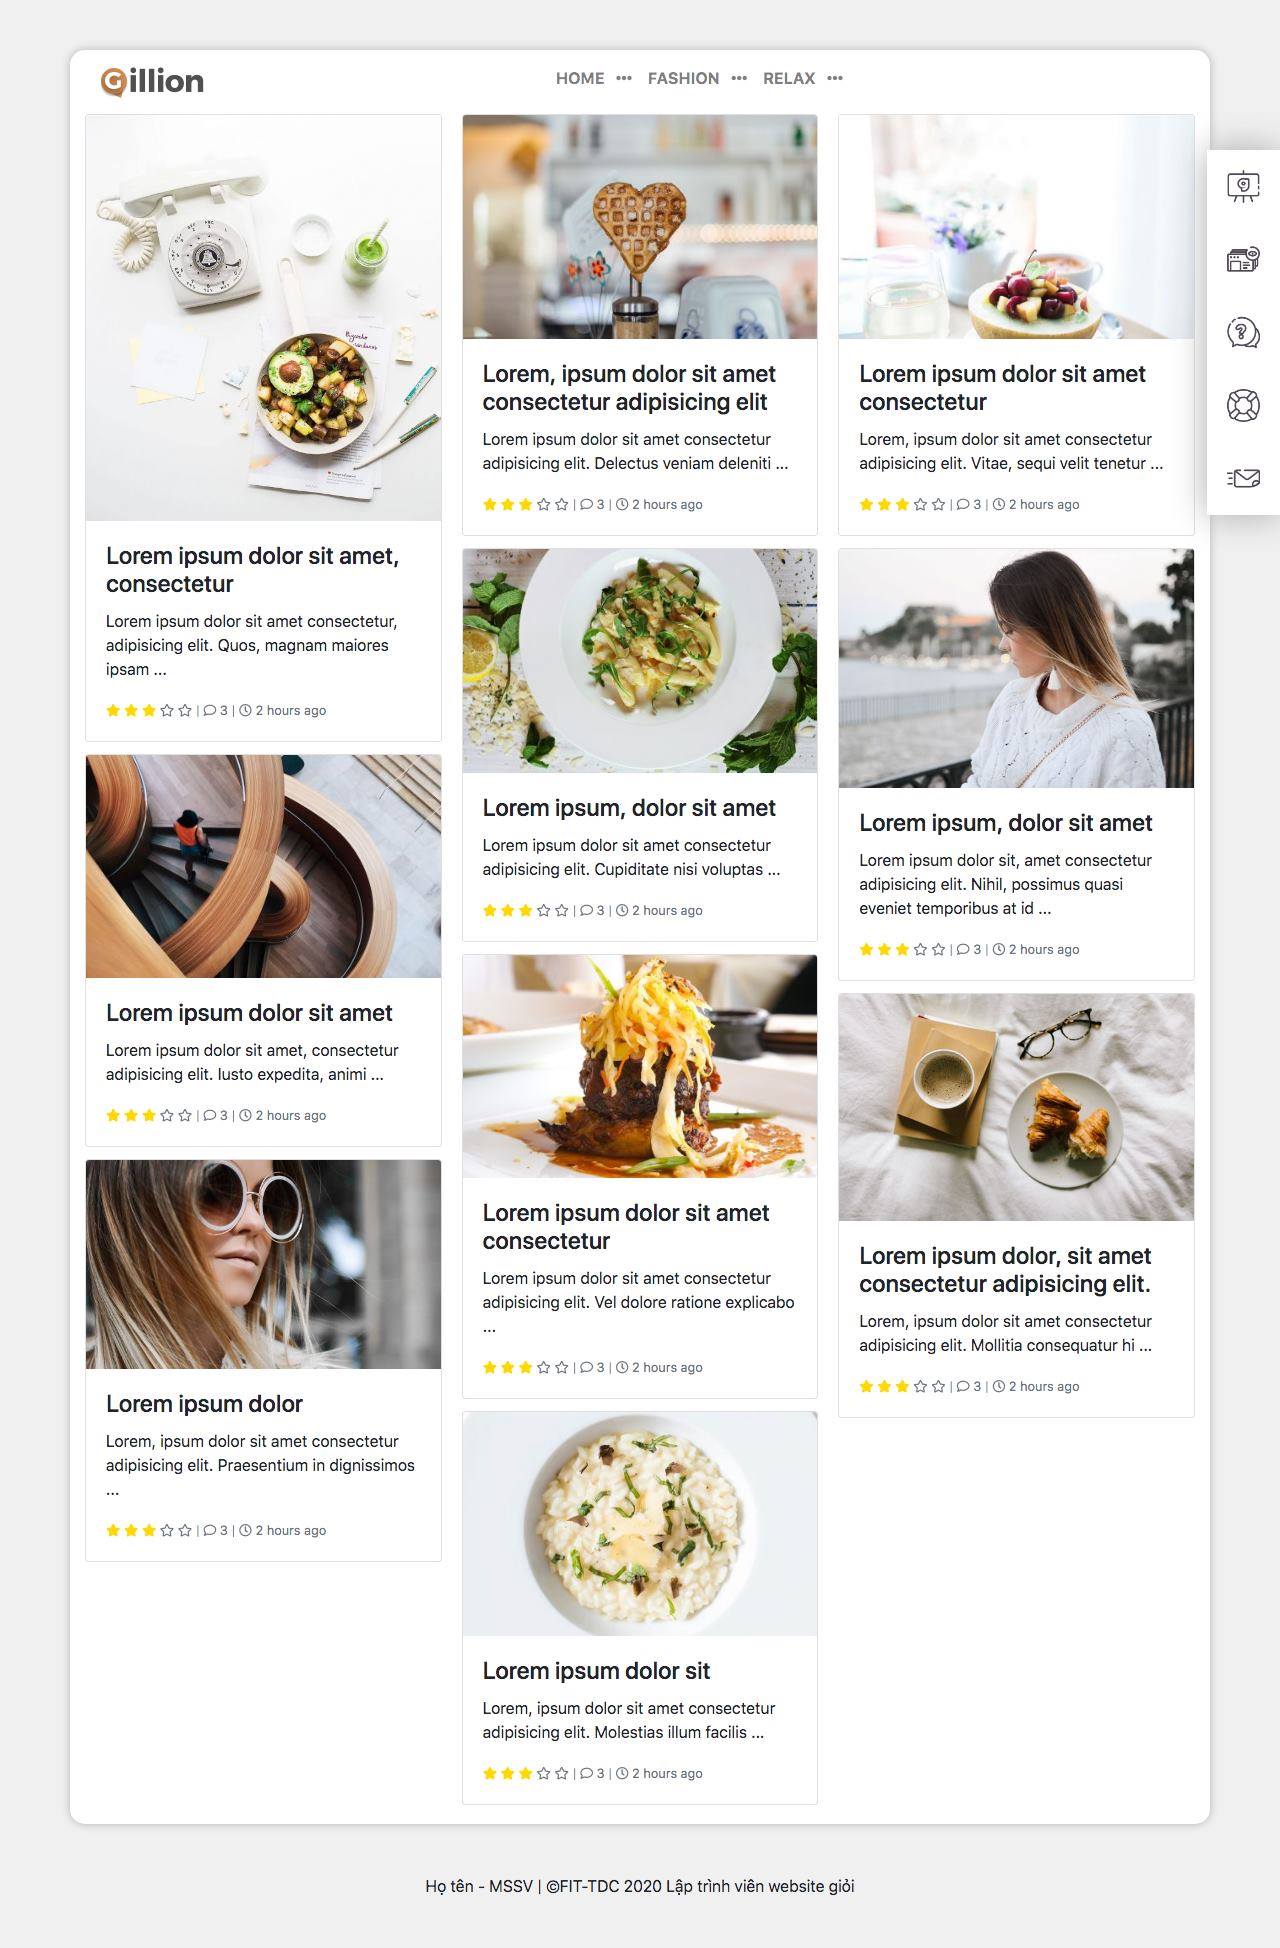 Gillion
HOME ••• FASHION ••• RELAX •••
Lorem ipsum dolor sit amet,
consectetur
Lorem ipsum dolor sit amet consectetur,
adipisicing elit. Quos, magnam maiores
ipsam ...
| 3 | 2 hours ago
Lorem ipsum dolor sit amet
Lorem ipsum dolor sit amet, consectetur
adipisicing elit. Iusto expedita, animi ...
| 3 | 2 hours ago
Lorem ipsum dolor
Lorem, ipsum dolor sit amet consectetur
adipisicing elit. Praesentium in dignissimos
...
| 3 | 2 hours ago
Lorem, ipsum dolor sit amet
consectetur adipisicing elit
Lorem ipsum dolor sit amet consectetur
adipisicing elit. Delectus veniam deleniti ...
| 3 | 2 hours ago
Lorem ipsum, dolor sit amet
Lorem ipsum dolor sit amet consectetur
adipisicing elit. Cupiditate nisi voluptas ...
| 3 | 2 hours ago
Lorem ipsum dolor sit amet
consectetur
Lorem ipsum dolor sit amet consectetur
adipisicing elit. Vel dolore ratione explicabo
...
| 3 | 2 hours ago
Lorem ipsum dolor sit
Lorem, ipsum dolor sit amet consectetur
adipisicing elit. Molestias illum facilis ...
| 3 | 2 hours ago
Lorem ipsum dolor sit amet
consectetur
Lorem, ipsum dolor sit amet consectetur
adipisicing elit. Vitae, sequi velit tenetur ...
| 3 | 2 hours ago
Lorem ipsum, dolor sit amet
Lorem ipsum dolor sit, amet consectetur
adipisicing elit. Nihil, possimus quasi
eveniet temporibus at id ...
| 3 | 2 hours ago
Lorem ipsum dolor, sit amet
consectetur adipisicing elit.
Lorem, ipsum dolor sit amet consectetur
adipisicing elit. Mollitia consequatur hi ...
| 3 | 2 hours ago
Họ tên - MSSV | ©FIT-TDC 2020 Lập trình viên website giỏi